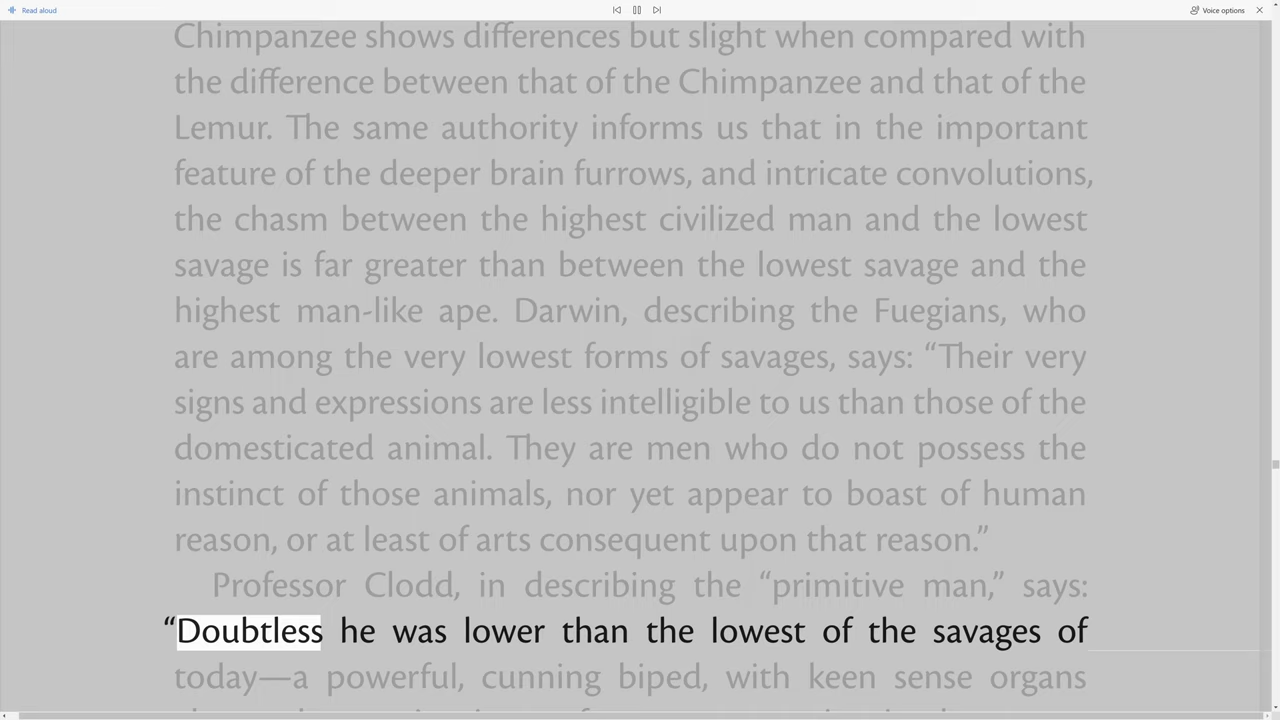 Read aloud
Voice options
Chimpanzee shows differences but slight when compared with
the difference between that of the Chimpanzee and that of the
Lemur. The same authority informs us that in the important
feature of the deeper brain furrows, and intricate convolutions,
the chasm between the highest civilized man and the lowest
savage is far greater than between the lowest savage and the
highest man-like ape. Darwin, describing the Fuegians, who
are among the very lowest forms of savages, says: “Their very
signs and expressions are less intelligible to us than those of the
domesticated animal. They are men who do not possess the
instinct of those animals, nor yet appear to boast of human
reason, or at least of arts consequent upon that reason.”
Professor Clodd, in describing the “primitive man,” says:
“Doubtless he was lower than the lowest of the savages of
today—a powerful, cunning biped, with keen sense organs